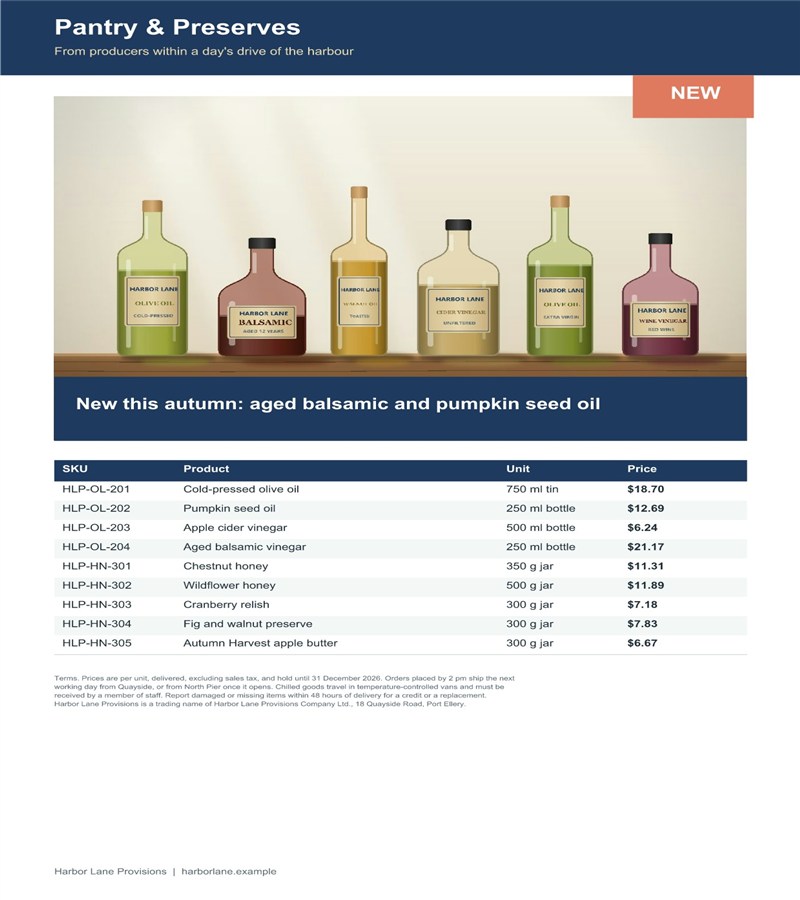 Pantry & Preserves
From producers within a day's drive of the harbour
NEW
HARBOR LANE
OLIVE OIL
COLD-PRESSED
HARBOR LANE
BALSAMIC
AGED 12 YEARS
HARBOR LANE
TOASTED
HARBOR LANE
CIDER VINEGAR
UNFILTERED
HARBOR LANE
OLIVE OIL
EXTRA VIRGIN
HARBOR LANE
WINE VINEGAR
RED WINE
New this autumn: aged balsamic and pumpkin seed oil
SKU Product Unit Price
HLP-OL-201 Cold-pressed olive oil 750 ml tin $18.70
HLP-OL-202 Pumpkin seed oil 250 ml bottle $12.69
HLP-OL-203 Apple cider vinegar 500 ml bottle $6.24
HLP-OL-204 Aged balsamic vinegar 250 ml bottle $21.17
HLP-HN-301 Chestnut honey 350 g jar $11.31
HLP-HN-302 Wildflower honey 500 g jar $11.89
HLP-HN-303 Cranberry relish 300 g jar $7.18
HLP-HN-304 Fig and walnut preserve 300 g jar $7.83
HLP-HN-305 Autumn Harvest apple butter 300 g jar $6.67
Terms. Prices are per unit, delivered, excluding sales tax, and hold until 31 December 2026. Orders placed by 2 pm ship the next
working day from Quayside, or from North Pier once it opens. Chilled goods travel in temperature-controlled vans and must be
received by a member of staff. Report damaged or missing items within 48 hours of delivery for a credit or a replacement.
Harbor Lane Provisions is a trading name of Harbor Lane Provisions Company Ltd., 18 Quayside Road, Port Ellery.
Harbor Lane Provisions | harborlane.example